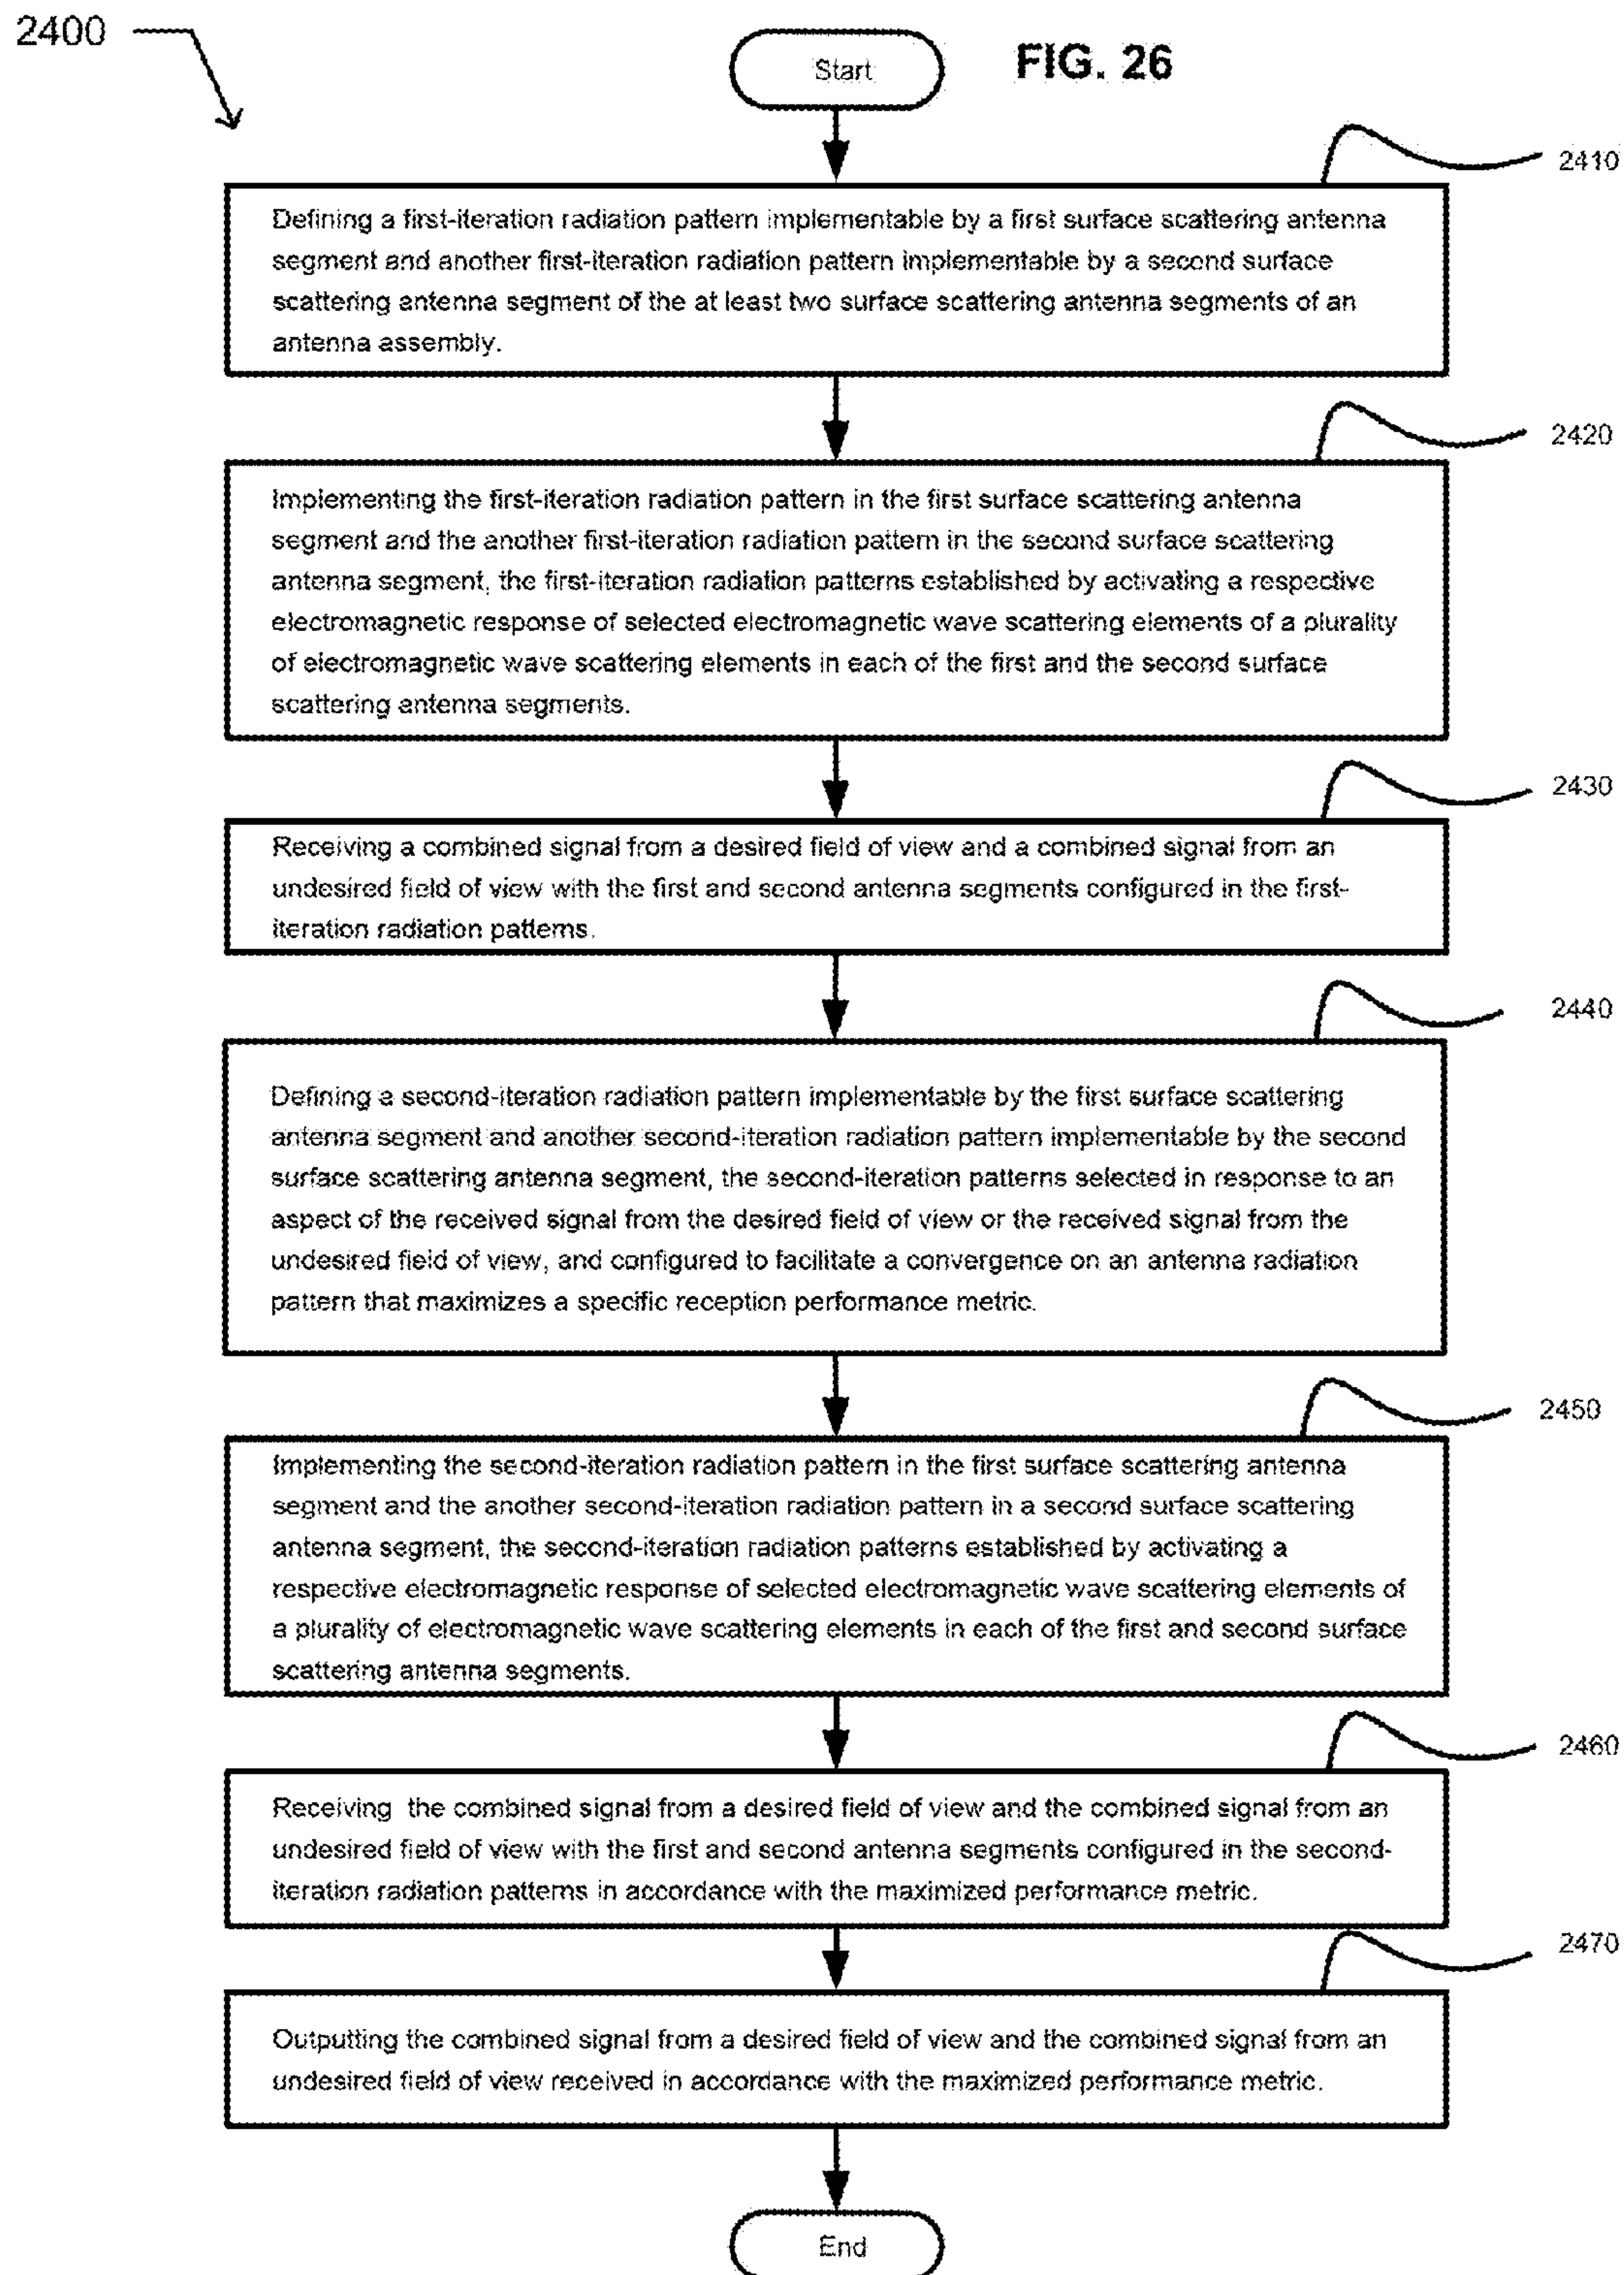 2400
Start
FIG. 26
2410
Defining a first-iteration radiation pattern implementable by a first surface scattering antenna
segment and another first-iteration radiation pattern implementable by a second surface
scattering antenna segment of the at least two surface scattering antenna segments of an
antenna assembly.
2420
Implementing the first-iteration radiation pattern in the first surface scattering antenna
segment and the another first-iteration radiation pattern in the second surface scattering
antenna segment, the first-iteration radiation patterns established by activating a respective
electromagnetic response of selected electromagnetic wave scattering elements of a plurality
of electromagnetic wave scattering elements in each of the first and the second surface
scattering antenna segments.
2430
Receiving a combined signal from a desired field of view and a combined signal from an
undesired field of view with the first and second antenna segments configured in the first-
iteration radiation patterns.
2440
Defining a second-iteration radiation pattern implementable by the first surface scattering
antenna segment and another second-iteration radiation pattern implementable by the second
surface scattering antenna segment, the second-iteration patterns selected in response to an
aspect of the received signal from the desired field of view or the received signal from the
undesired field of view, and configured to facilitate a convergence on an antenna radiation
pattern that maximizes a specific reception performance metric.
2450
Implementing the second-iteration radiation pattern in the first surface scattering antenna
segment and the another second-iteration radiation pattern in a second surface scattering
antenna segment, the second-iteration radiation patterns established by activating a
respective electromagnetic response of selected electromagnetic wave scattering elements of
a plurality of electromagnetic wave scattering elements in each of the first and second surface
scattering antenna segments.
2460
Receiving the combined signal from a desired field of view and the combined signal from an
undesired field of view with the first and second antenna segments configured in the second-
iteration radiation patterns in accordance with the maximized performance metric.
2470
Outputting the combined signal from a desired field of view and the combined signal from an
undesired field of view received in accordance with the maximized performance metric.
End